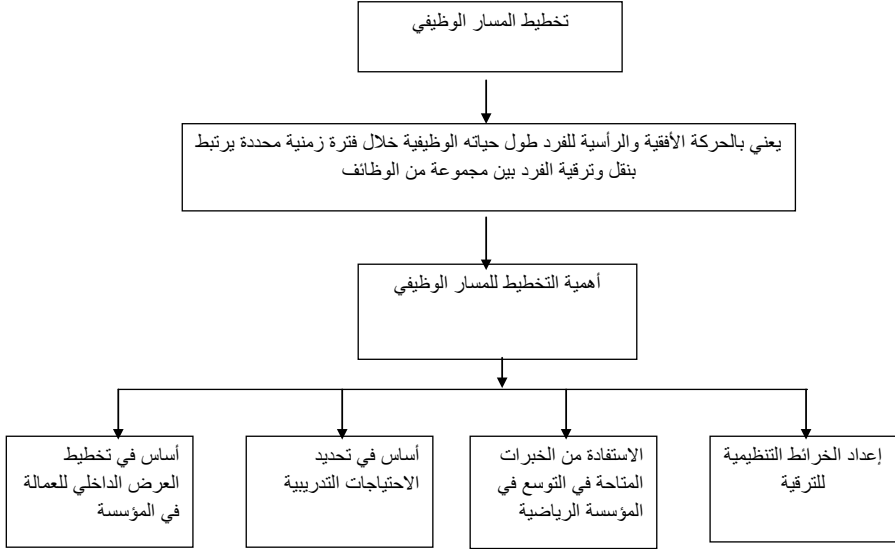 تخطيط المسار الوظيفي
يعني بالحركة الأفقية والرأسية للفرد طول حياته الوظيفية خلال فترة زمنية محددة يرتبط
بنقل وترقية الفرد بين مجموعة من الوظائف
أهمية التخطيط للمسار الوظيفي
إعداد الخرائط التنظيمية
للترقية
الاستفادة من الخبرات
المتاحة في التوسع في
المؤسسة الرياضية
أساس في تحديد
الاحتياجات التدريبية
أساس في تخطيط
العرض الداخلي للعمالة
في المؤسسة